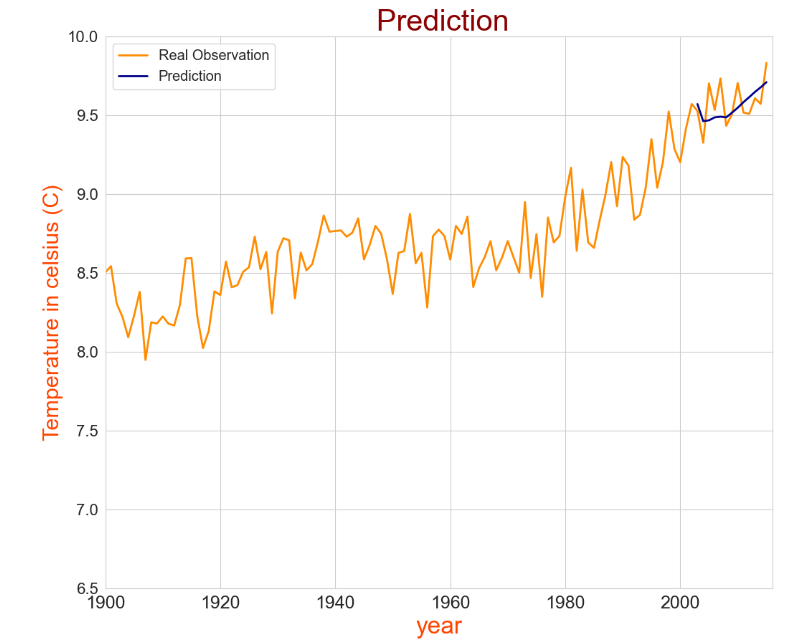 Prediction
Real Observation
Prediction
Temperature in celsius (C)
10.0
9.5
9.0
8.5
8.0
7.5
7.0
6.5
1900 1920 1940 1960 1980 2000
year